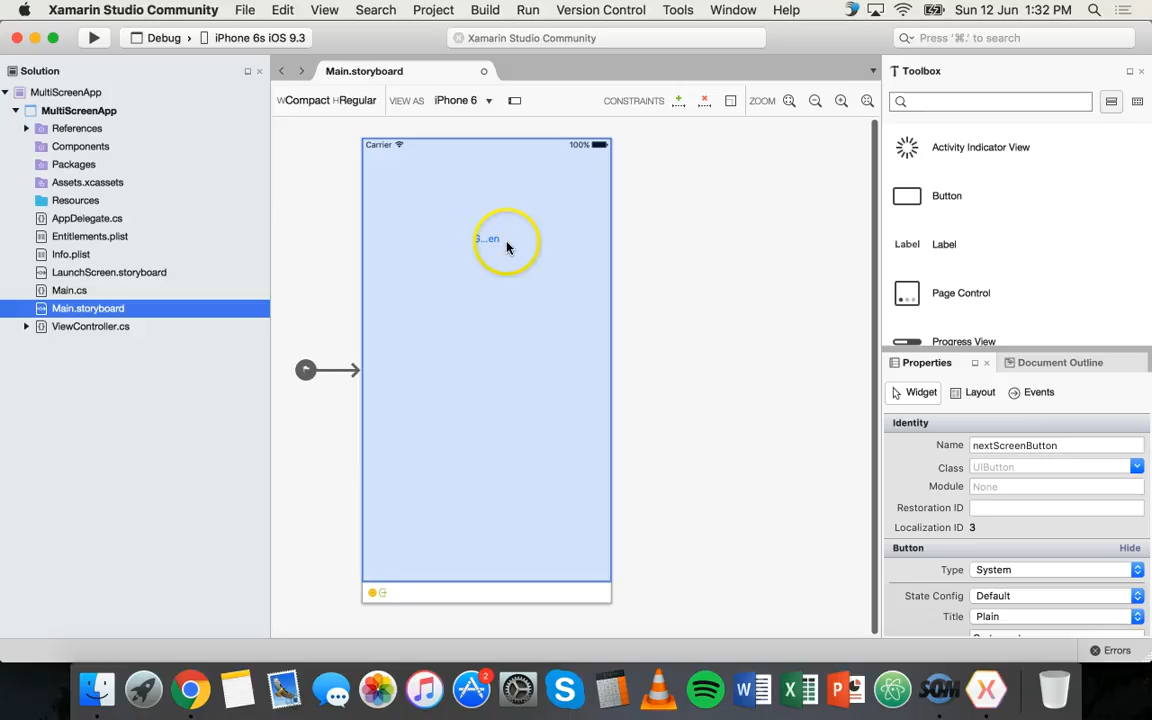 Xamarin Studio Community File Edit View Search Project Build Run Version Control Tools Window Help Sun 12 Jun 1:32 PM
Debug iPhone 6s iOS 9.3 Xamarin Studio Community Press '⌘.' to search
Solution
MultiScreenApp
MultiScreenApp
References
Components
Packages
Assets.xcassets
Resources
AppDelegate.cs
Entitlements.plist
Info.plist
LaunchScreen.storyboard
Main.cs
Main.storyboard
ViewController.cs
Main.storyboard
WCompact HRegular VIEW AS iPhone 6 CONSTRAINTS ZOOM
Carrier 100%
G...en
Toolbox
Activity Indicator View
Button
Label Label
Page Control
Progress View
Properties Document Outline
Widget Layout Events
Identity
Name nextScreenButton
Class UIButton
Module None
Restoration ID
Localization ID 3
Button Hide
Type System
State Config Default
Title Plain
Errors
2